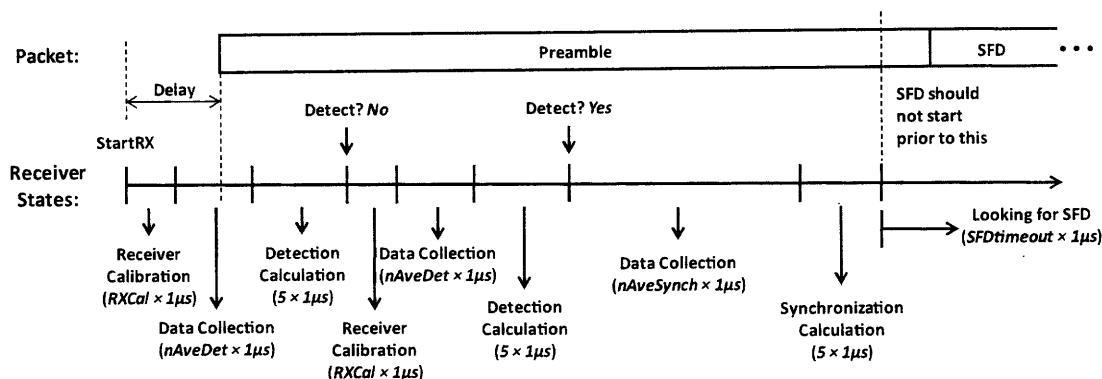 Packet:
Preamble
SFD
Delay
Detect? No
Detect? Yes
SFD should
not start
prior to this
StartRX
Receiver
States:
Looking for SFD
(SFDtimeout × 1µs)
Receiver
Calibration
(RXCal × 1µs)
Data Collection
(nAveDet × 1µs)
Detection
Calculation
(5 × 1µs)
Receiver
Calibration
(RXCal × 1µs)
Data Collection
(nAveDet × 1µs)
Detection
Calculation
(5 × 1µs)
Data Collection
(nAveSynch × 1µs)
Synchronization
Calculation
(5 × 1µs)